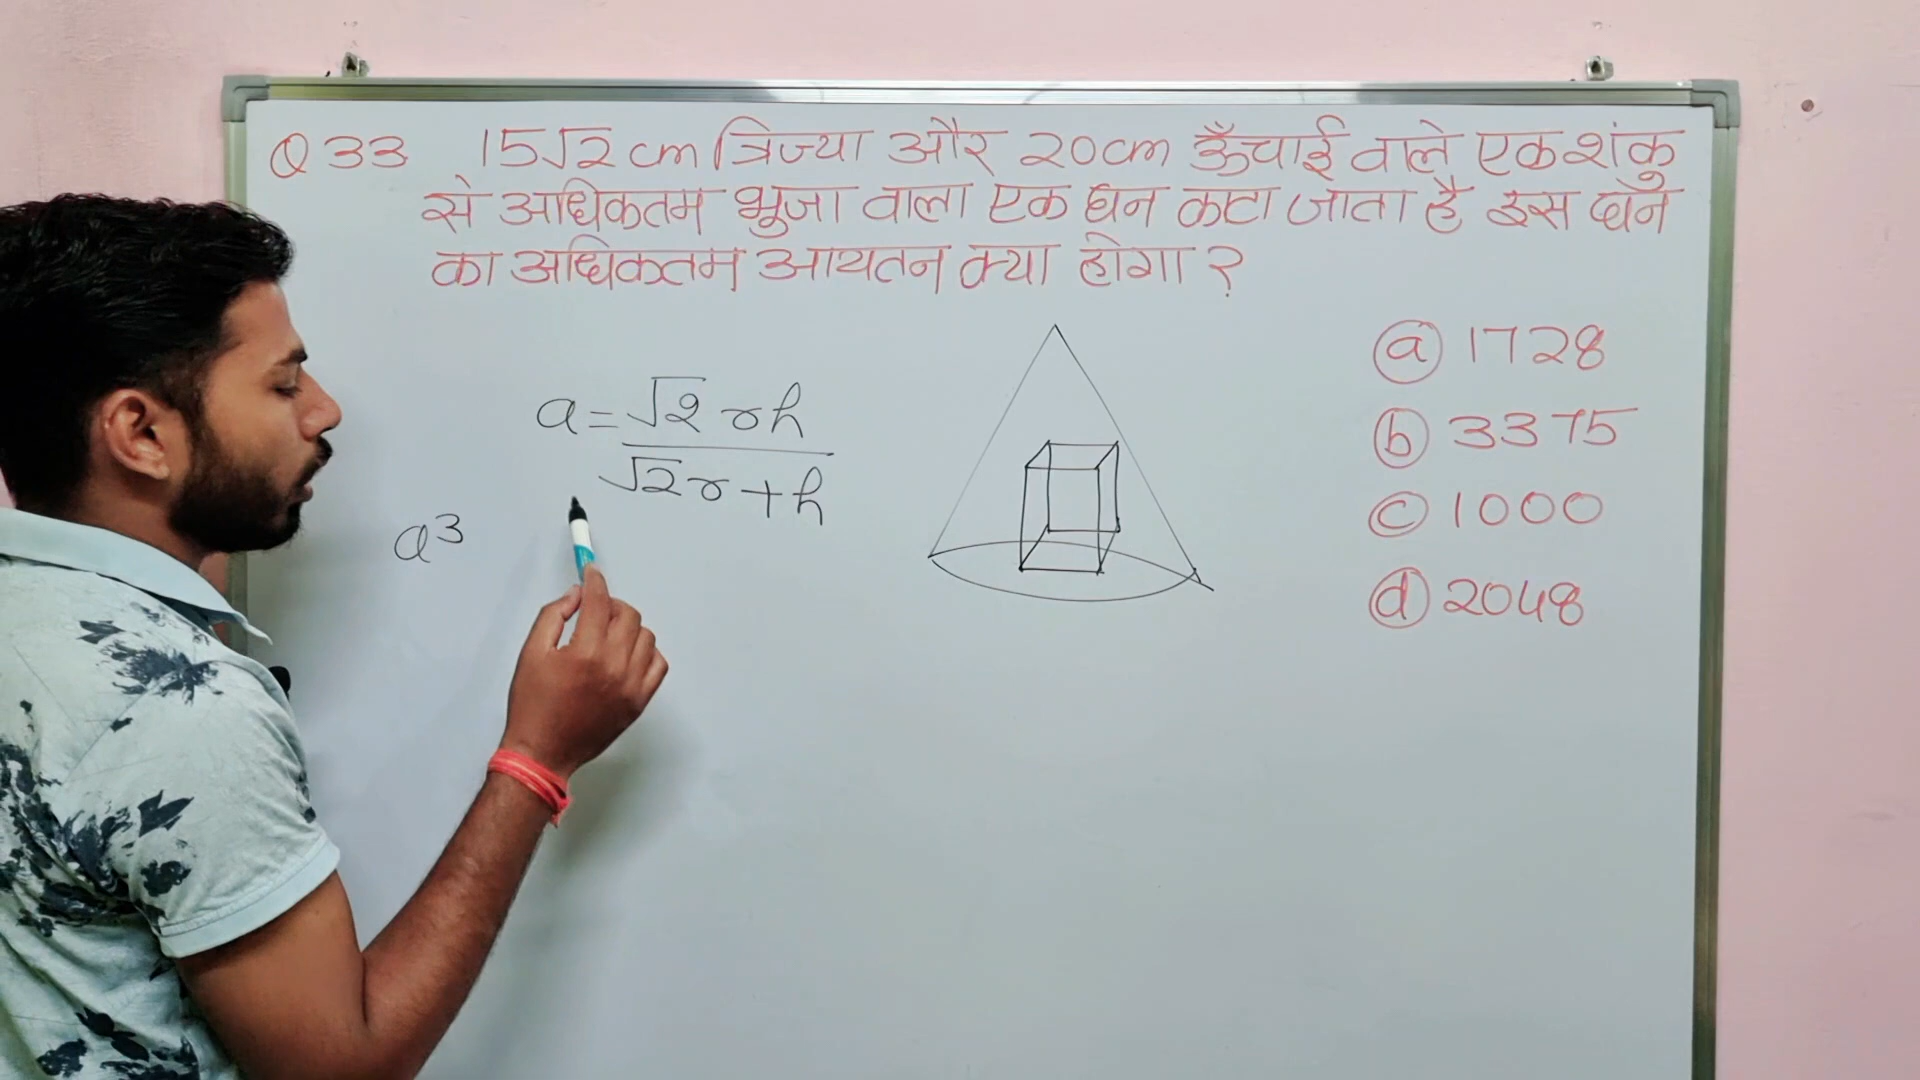 Q 33 15√2 cm त्रिज्या और 20cm ऊँचाई वाले एक शंकु
से अधिकतम भुजा वाला एक घन काटा जाता है इस घन
का अधिकतम आयतन क्या होगा ?
a = √2 rh
√2 r + h
a³
ⓐ 1728
ⓑ 3375
ⓒ 1000
ⓓ 2048